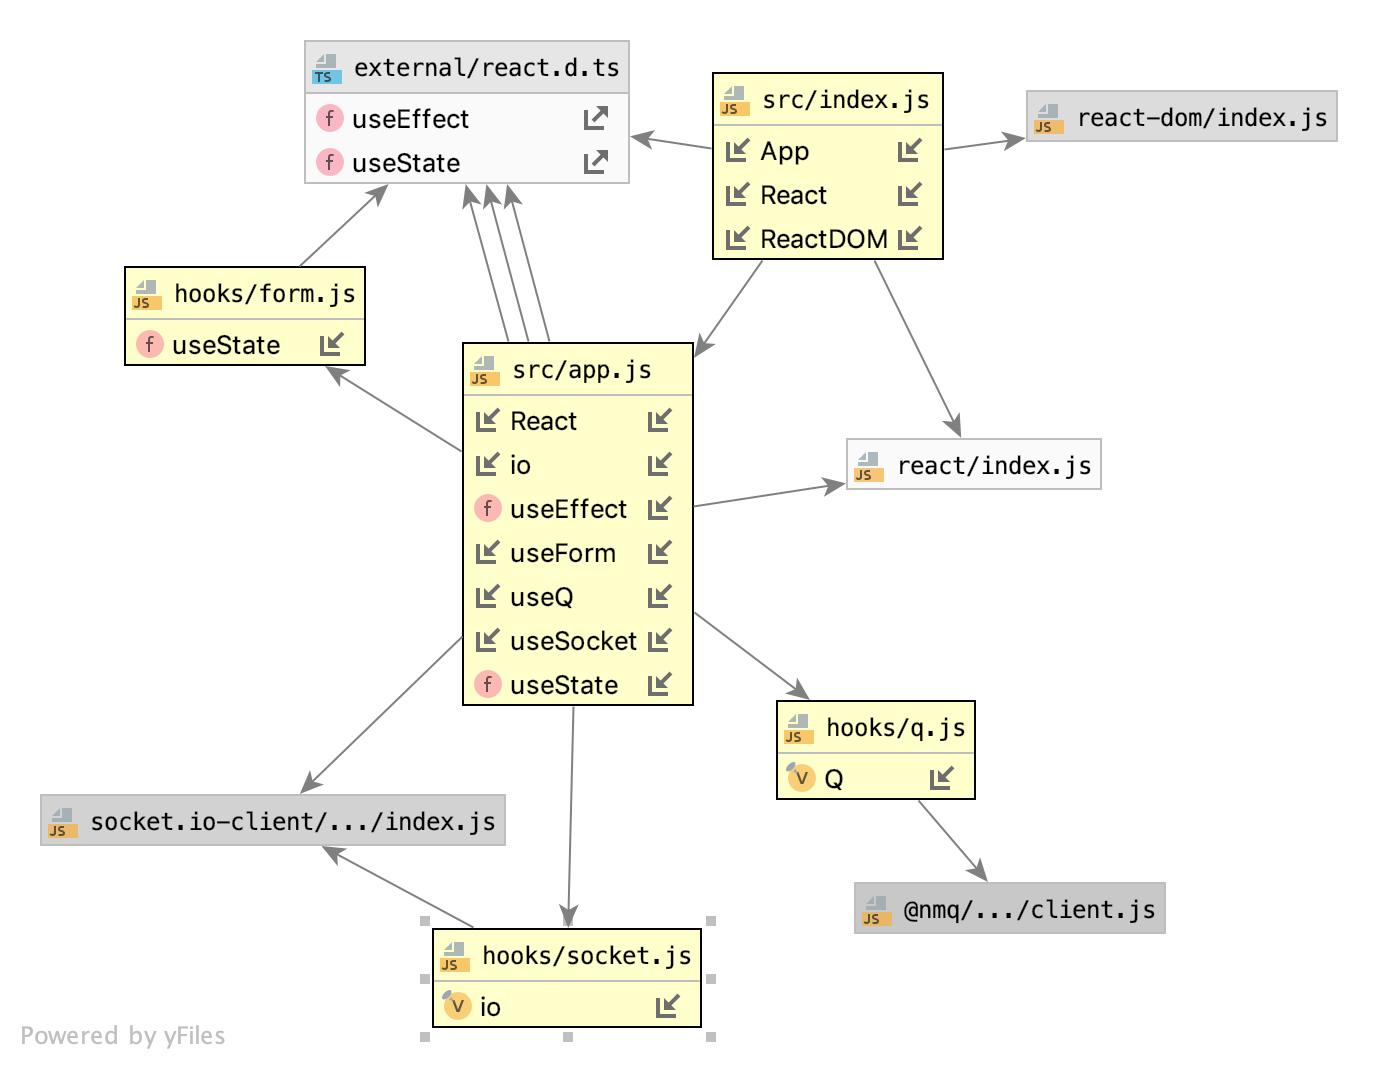 TS external/react.d.ts
f useEffect
f useState
JS src/index.js
App
React
ReactDOM
JS react-dom/index.js
JS hooks/form.js
f useState
JS src/app.js
React
io
f useEffect
useForm
useQ
useSocket
f useState
JS react/index.js
JS hooks/q.js
V Q
JS socket.io-client/.../index.js
JS @nmq/.../client.js
JS hooks/socket.js
V io
Powered by yFiles